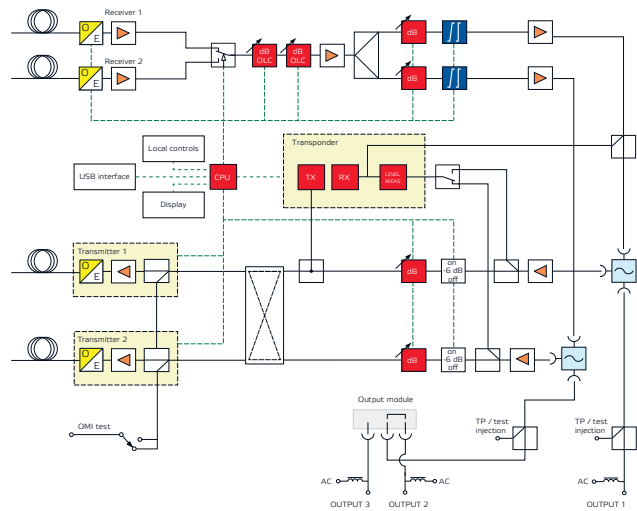 Receiver 1
O
E
Receiver 2
O
E
dB
OLC
dB
OLC
dB
dB
Local controls
USB interface
Display
CPU
Transponder
TX
RX
LEVEL
MEAS.
Transmitter 1
O
E
dB
on
-6 dB
off
Transmitter 2
O
E
dB
on
-6 dB
off
OMI test
Output module
TP / test
injection
TP / test
injection
AC
AC
AC
OUTPUT 3
OUTPUT 2
OUTPUT 1